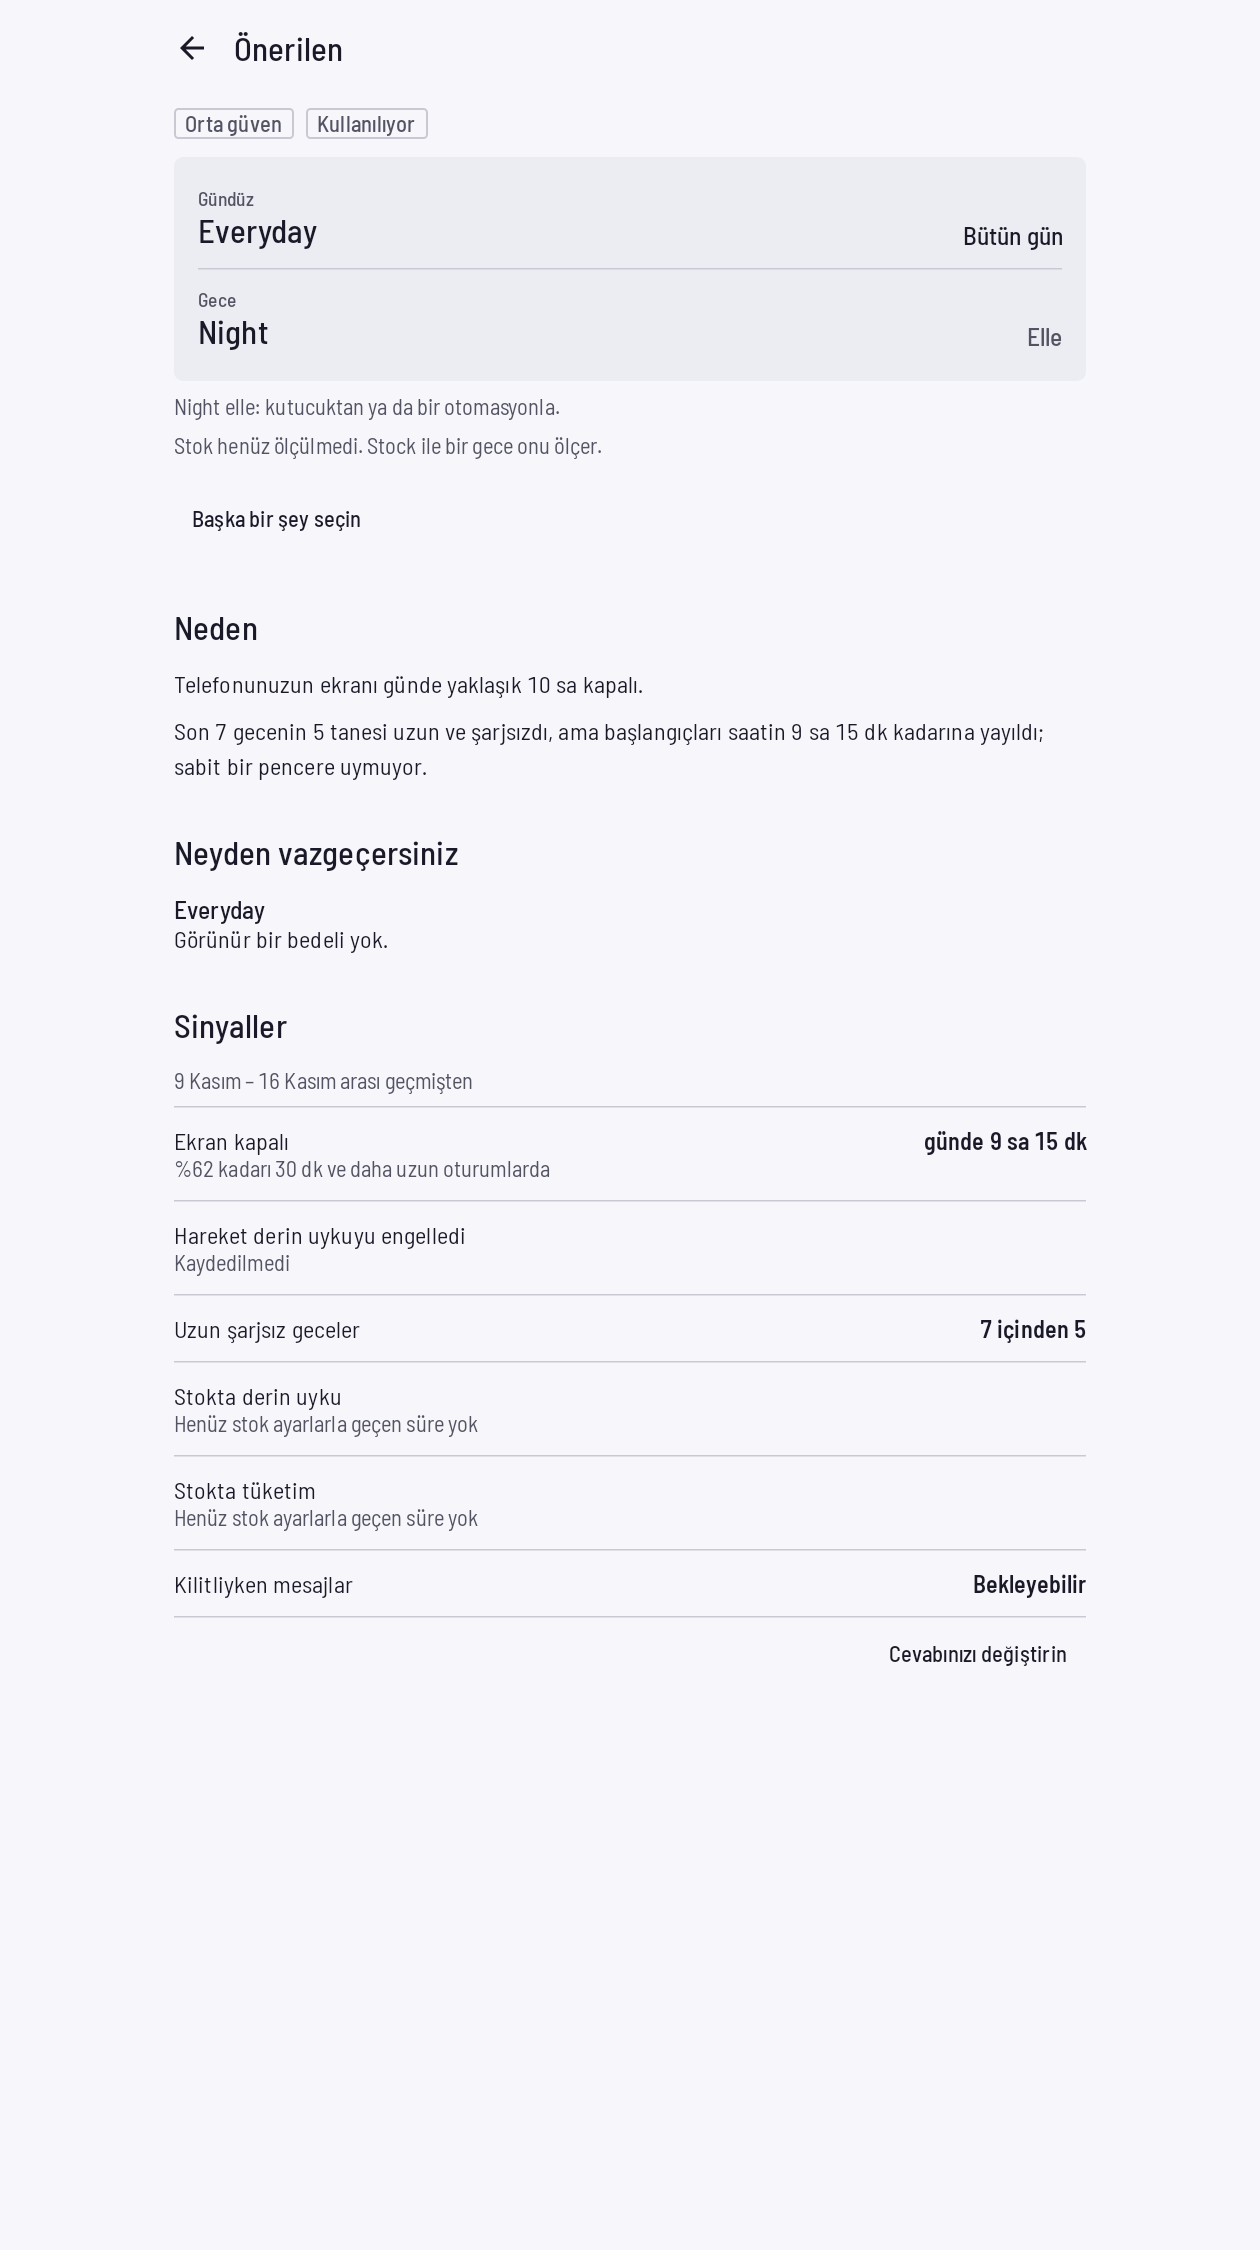 Önerilen
Orta güven
Kullanılıyor
Gündüz
Everyday
Bütün gün
Gece
Night
Elle
Night elle: kutucuktan ya da bir otomasyonla.
Stok henüz ölçülmedi. Stock ile bir gece onu ölçer.
Başka bir şey seçin
Neden
Telefonunuzun ekranı günde yaklaşık 10 sa kapalı.
Son 7 gecenin 5 tanesi uzun ve şarjsızdı, ama başlangıçları saatin 9 sa 15 dk kadarına yayıldı;
sabit bir pencere uymuyor.
Neyden vazgeçersiniz
Everyday
Görünür bir bedeli yok.
Sinyaller
9 Kasım – 16 Kasım arası geçmişten
Ekran kapalı
günde 9 sa 15 dk
%62 kadarı 30 dk ve daha uzun oturumlarda
Hareket derin uykuyu engelledi
Kaydedilmedi
Uzun şarjsız geceler
7 içinden 5
Stokta derin uyku
Henüz stok ayarlarla geçen süre yok
Stokta tüketim
Henüz stok ayarlarla geçen süre yok
Kilitliyken mesajlar
Bekleyebilir
Cevabınızı değiştirin